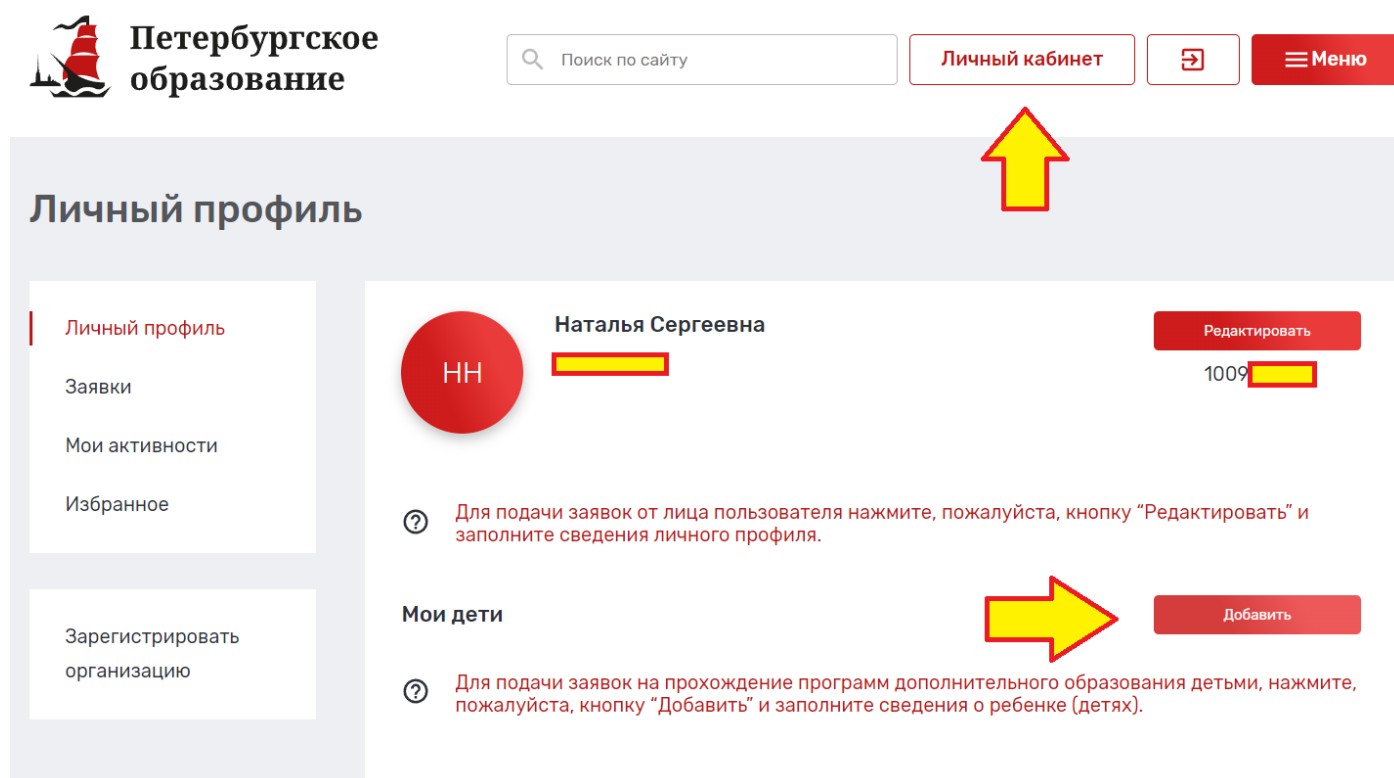 Петербургское
образование
Поиск по сайту
Личный кабинет
Меню
Личный профиль
Личный профиль
Заявки
Мои активности
Избранное
Зарегистрировать
организацию
НН
Наталья Сергеевна
Редактировать
1009
Для подачи заявок от лица пользователя нажмите, пожалуйста, кнопку “Редактировать” и
заполните сведения личного профиля.
Мои дети
Добавить
Для подачи заявок на прохождение программ дополнительного образования детьми, нажмите,
пожалуйста, кнопку “Добавить” и заполните сведения о ребенке (детях).